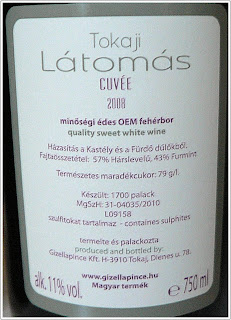 Tokaji
Látomás
CUVÉE
2008
minőségi édes OEM fehérbor
quality sweet white wine
Házasítás a Kastély és a Fürdő dűlőkből.
Fajtaösszetétel: 57% Hárslevelű, 43% Furmint
Természetes maradékcukor: 79 g/l.
Készült: 1700 palack
MgSzH: 31-04035/2010
L09158
szulfitokat tartalmaz - containes sulphites
termelte és palackozta
produced and bottled by:
Gizellapince Kft. H-3910 Tokaj, Dienes u. 78.
www.gizellapince.hu
Magyar termék
alk. 11% vol.
e 750 ml